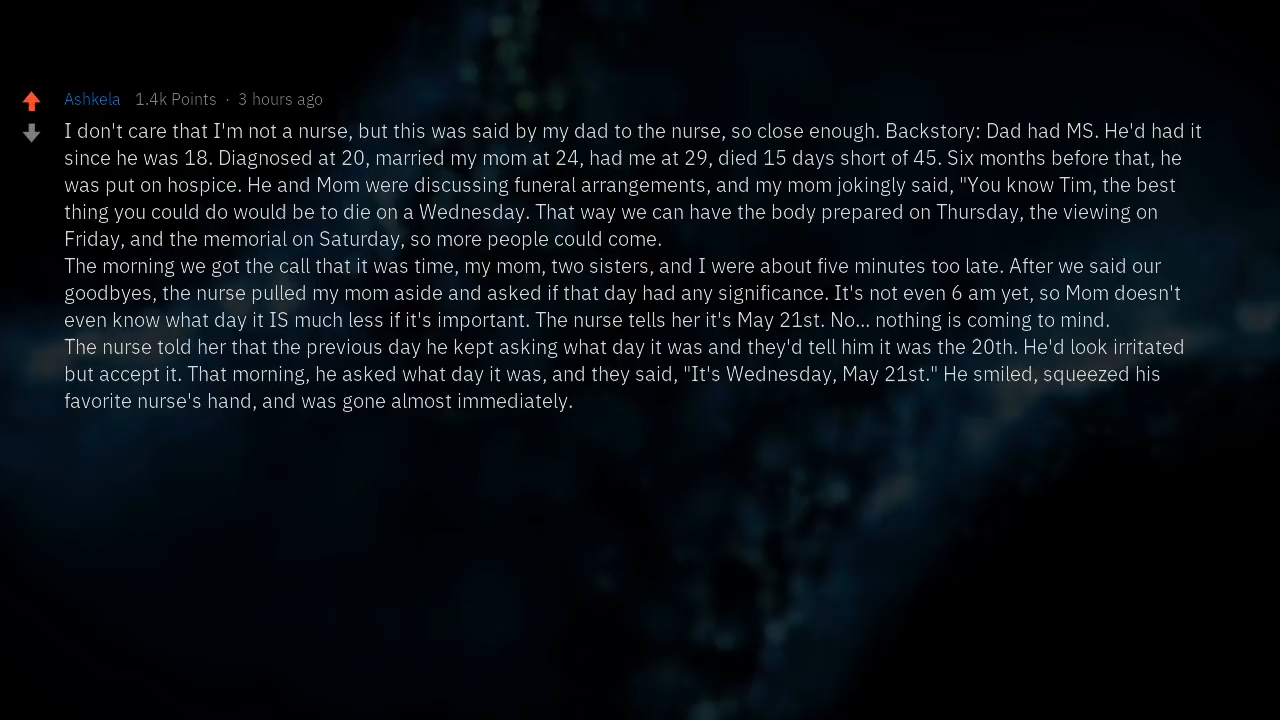 Ashkela 1.4k Points · 3 hours ago
I don't care that I'm not a nurse, but this was said by my dad to the nurse, so close enough. Backstory: Dad had MS. He'd had it
since he was 18. Diagnosed at 20, married my mom at 24, had me at 29, died 15 days short of 45. Six months before that, he
was put on hospice. He and Mom were discussing funeral arrangements, and my mom jokingly said, "You know Tim, the best
thing you could do would be to die on a Wednesday. That way we can have the body prepared on Thursday, the viewing on
Friday, and the memorial on Saturday, so more people could come.
The morning we got the call that it was time, my mom, two sisters, and I were about five minutes too late. After we said our
goodbyes, the nurse pulled my mom aside and asked if that day had any significance. It's not even 6 am yet, so Mom doesn't
even know what day it IS much less if it's important. The nurse tells her it's May 21st. No... nothing is coming to mind.
The nurse told her that the previous day he kept asking what day it was and they'd tell him it was the 20th. He'd look irritated
but accept it. That morning, he asked what day it was, and they said, "It's Wednesday, May 21st." He smiled, squeezed his
favorite nurse's hand, and was gone almost immediately.